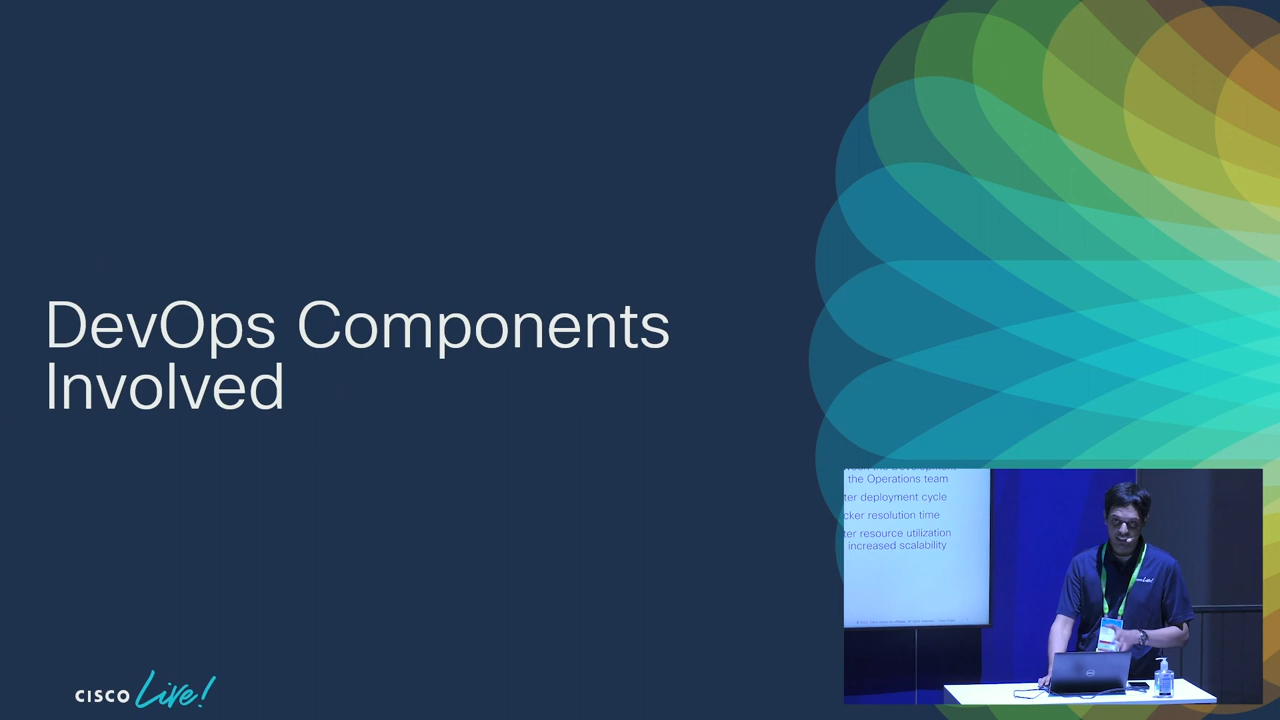 DevOps Components
Involved
the Operations team
ter deployment cycle
cker resolution time
ter resource utilization
increased scalability
CISCO Live!